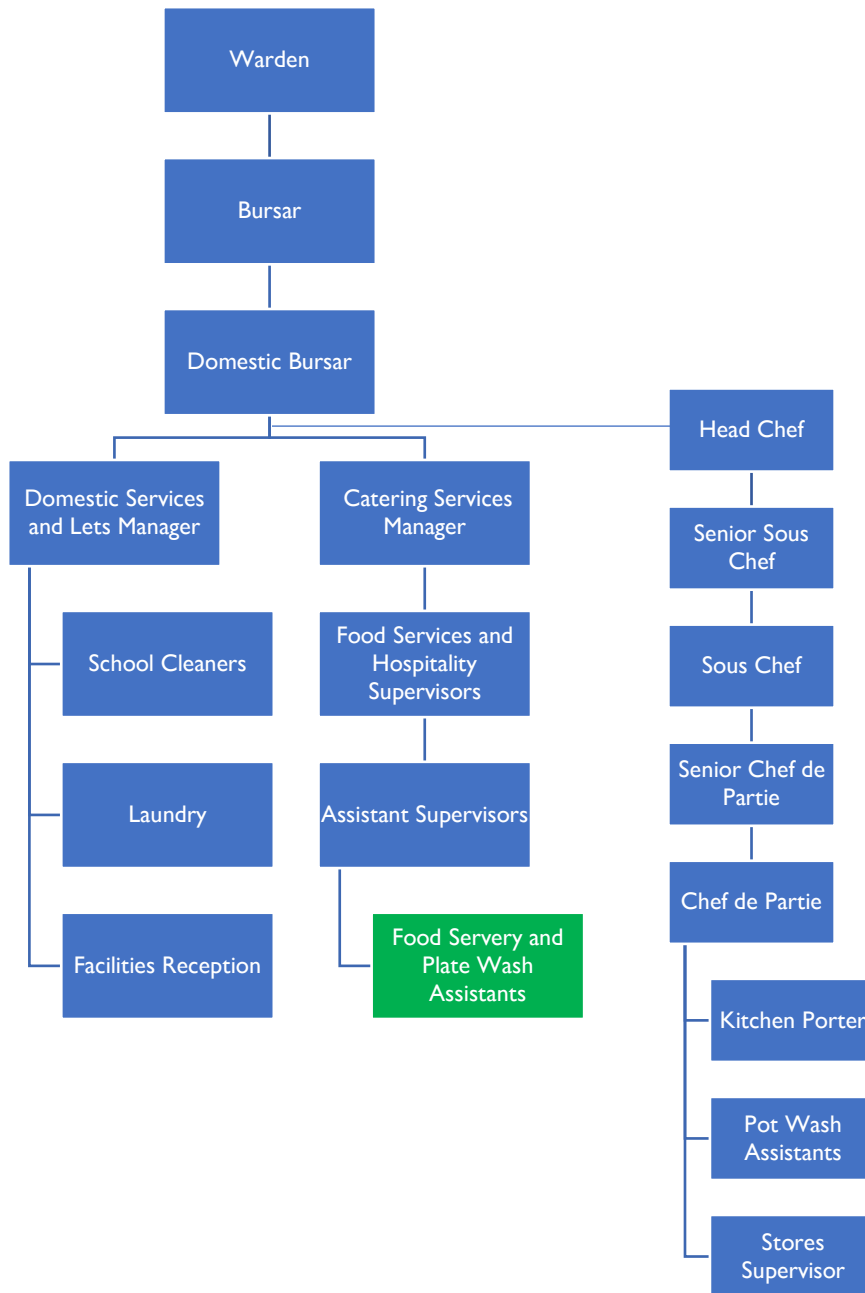 Warden
Bursar
Domestic Bursar
Head Chef
Domestic Services
and Lets Manager
Catering Services
Manager
Senior Sous
Chef
School Cleaners
Food Services and
Hospitality
Supervisors
Sous Chef
Laundry
Assistant Supervisors
Senior Chef de
Partie
Chef de Partie
Facilities Reception
Food Servery and
Plate Wash
Assistants
Kitchen Porter
Pot Wash
Assistants
Stores
Supervisor